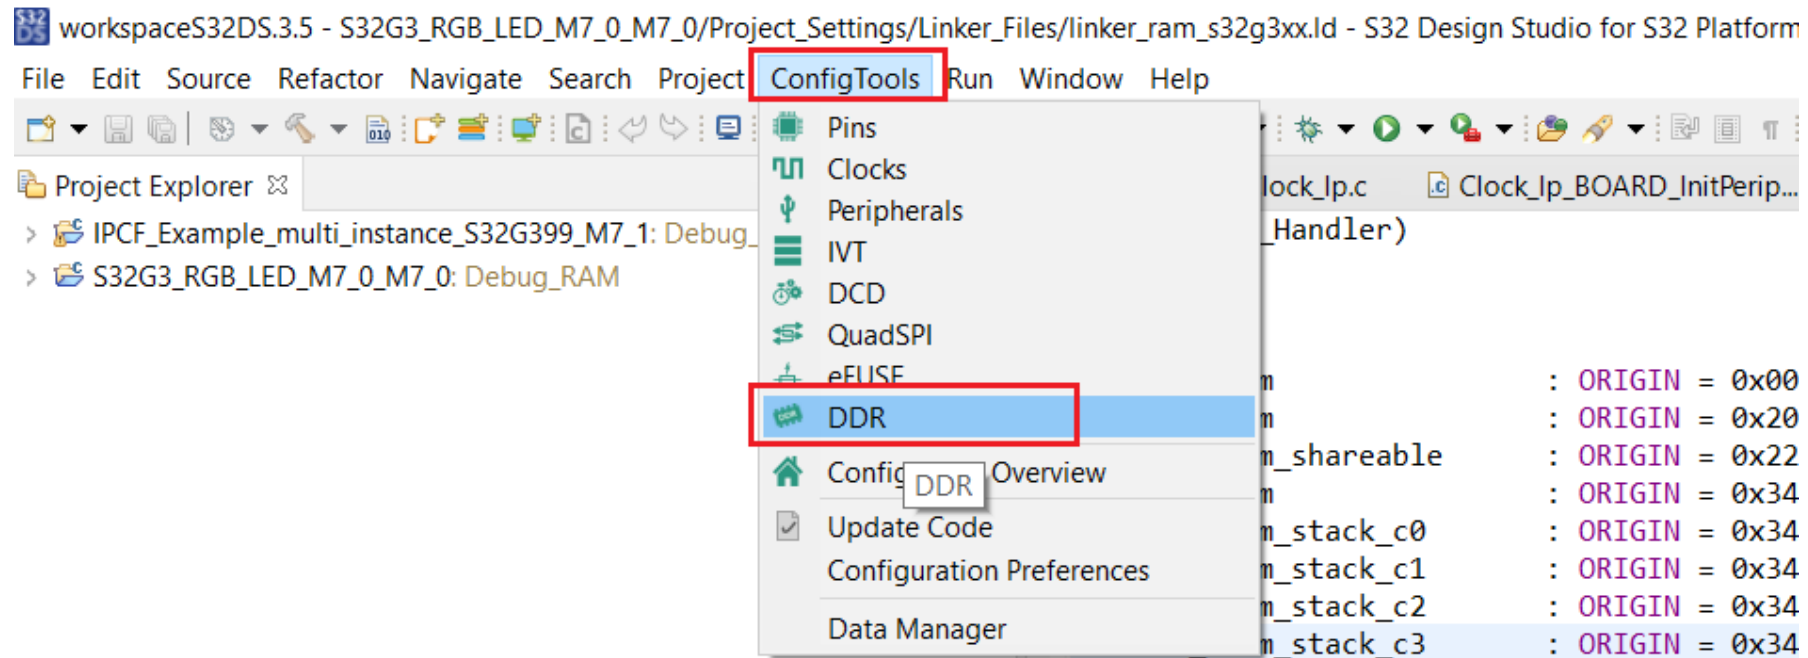 S32
DS
workspaceS32DS.3.5 - S32G3_RGB_LED_M7_0_M7_0/Project_Settings/Linker_Files/linker_ram_s32g3xx.ld - S32 Design Studio for S32 Platform
File Edit Source Refactor Navigate Search Project ConfigTools Run Window Help
010
Project Explorer
lock_Ip.c
Clock_Ip_BOARD_InitPerip...
IPCF_Example_multi_instance_S32G399_M7_1: Debug_
S32G3_RGB_LED_M7_0_M7_0: Debug_RAM
Pins
Clocks
Peripherals
IVT
DCD
QuadSPI
eFUSE
DDR
Config Overview
DDR
Update Code
Configuration Preferences
Data Manager
_Handler)
m : ORIGIN = 0x00
m : ORIGIN = 0x20
m_shareable : ORIGIN = 0x22
m : ORIGIN = 0x34
m_stack_c0 : ORIGIN = 0x34
m_stack_c1 : ORIGIN = 0x34
m_stack_c2 : ORIGIN = 0x34
m_stack_c3 : ORIGIN = 0x34